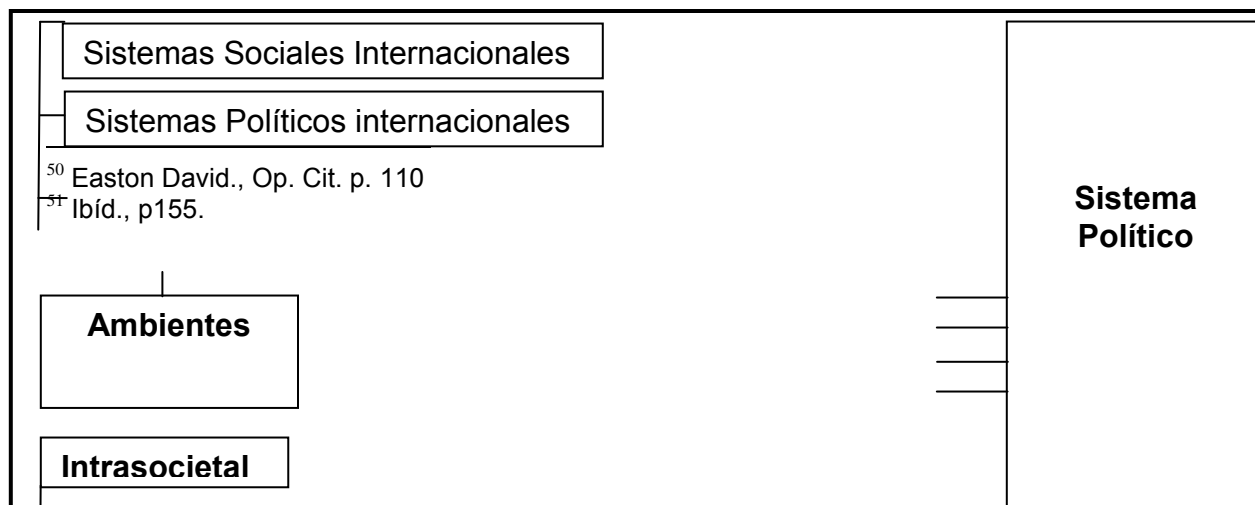 Sistemas Sociales Internacionales
Sistemas Políticos internacionales
50 Easton David., Op. Cit. p. 110
51 Ibíd., p155.
Sistema
Político
Ambientes
Intrasocietal